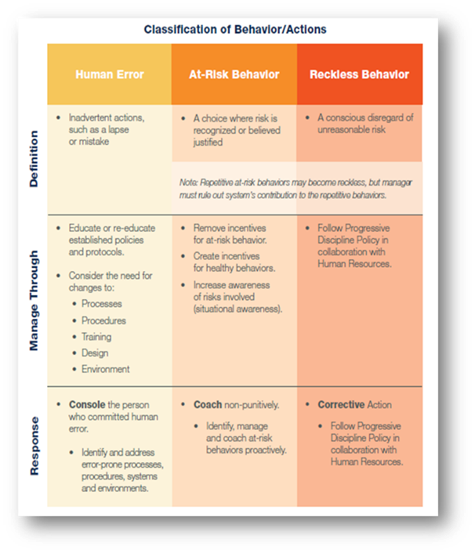 Classification of Behavior/Actions
Human Error
At-Risk Behavior
Reckless Behavior
Definition
• Inadvertent actions,
such as a lapse
or mistake
• A choice where risk is
recognized or believed
justified
• A conscious disregard of
unreasonable risk
Note: Repetitive at-risk behaviors may become reckless, but manager
must rule out system's contribution to the repetitive behaviors.
Manage Through
• Educate or re-educate
established policies
and protocols.
• Consider the need for
changes to:
• Processes
• Procedures
• Training
• Design
• Environment
• Remove incentives
for at-risk behavior.
• Create incentives
for healthy behaviors.
• Increase awareness
of risks involved
(situational awareness).
• Follow Progressive
Discipline Policy in
collaboration with
Human Resources.
Response
• Console the person
who committed human
error.
• Identify and address
error-prone processes,
procedures, systems
and environments.
• Coach non-punitively.
• Identify, manage
and coach at-risk
behaviors proactively.
• Corrective Action
• Follow Progressive
Discipline Policy in
collaboration with
Human Resources.